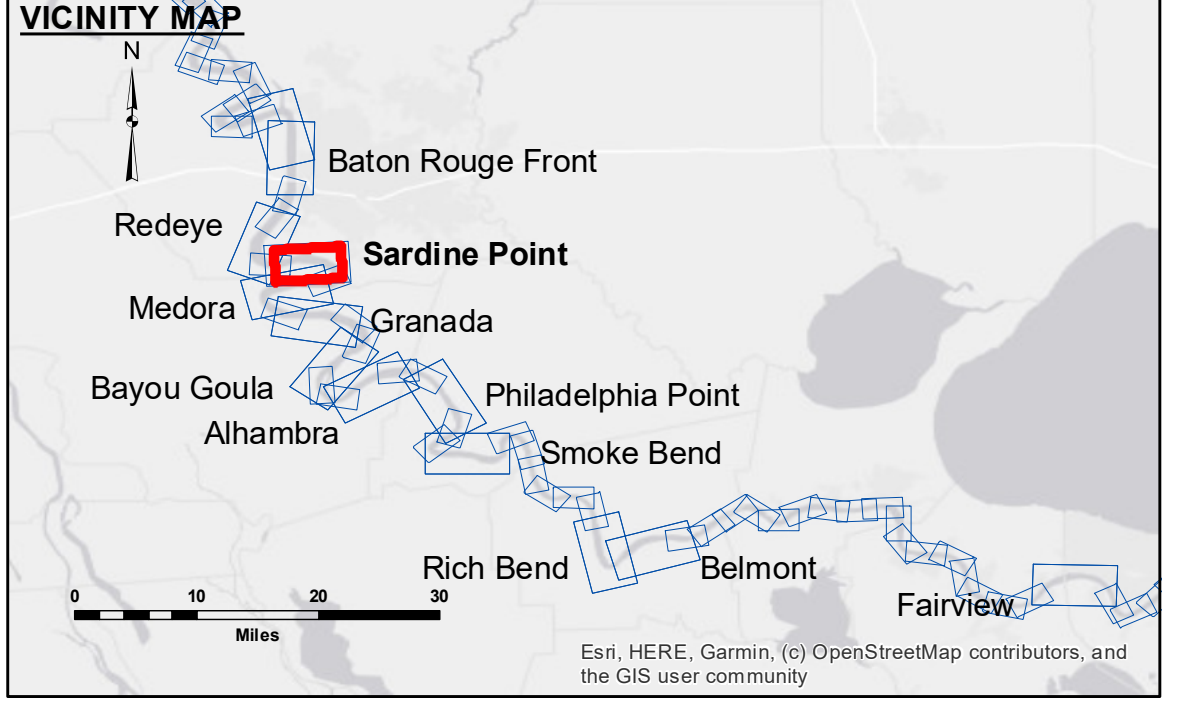 VICINITY MAP
N
Baton Rouge Front
Redeye
Sardine Point
Medora
Granada
Bayou Goula
Philadelphia Point
Alhambra
Smoke Bend
Rich Bend
Belmont
0 10 20 30
Fairview
Miles
Esri, HERE, Garmin, (c) OpenStreetMap contributors, and
the GIS user community